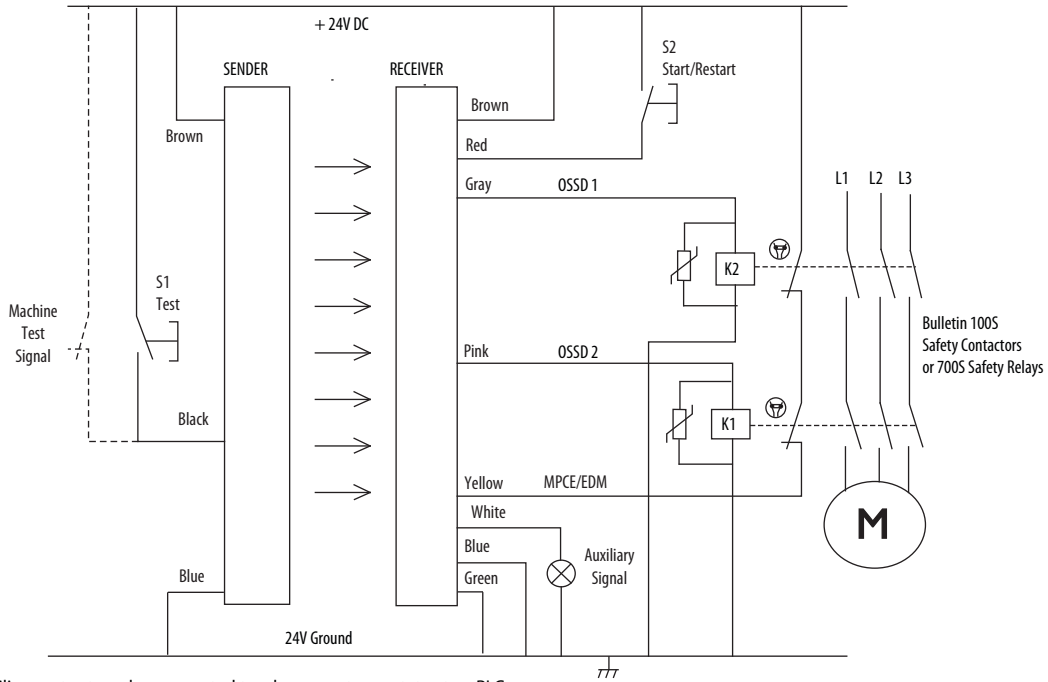 + 24V DC
S2
Start/Restart
SENDER
RECEIVER
Brown
Brown
Red
Gray
OSSD 1
L1 L2 L3
K2
S1
Test
Machine
Test
Signal
Bulletin 100S
Safety Contactors
or 700S Safety Relays
Pink
OSSD 2
K1
Black
Yellow
MPCE/EDM
White
M
Blue
Auxiliary
Signal
Green
Blue
24V Ground
PLC